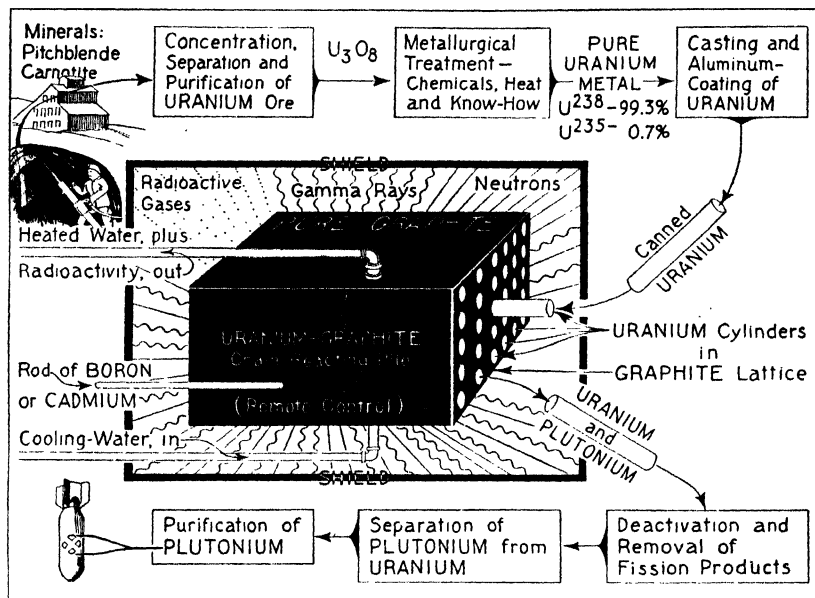 Minerals:
Pitchblende
Carnotite
Concentration,
Separation and
Purification of
URANIUM Ore
U3O8
Metallurgical
Treatment—
Chemicals, Heat
and Know-How
PURE
URANIUM
METAL
U238-99.3%
U235- 0.7%
Casting and
Aluminum-
Coating of
URANIUM
SHIELD
Radioactive
Gases
Gamma Rays
Neutrons
Canned
URANIUM
Heated Water, plus
Radioactivity, out
URANIUM-GRAPHITE
Chain Reacting Pile
(Remote Control)
URANIUM Cylinders
in
GRAPHITE Lattice
Rod of BORON
or CADMIUM
Cooling-Water, in
URANIUM
and
PLUTONIUM
SHIELD
Purification of
PLUTONIUM
Separation of
PLUTONIUM from
URANIUM
Deactivation and
Removal of
Fission Products